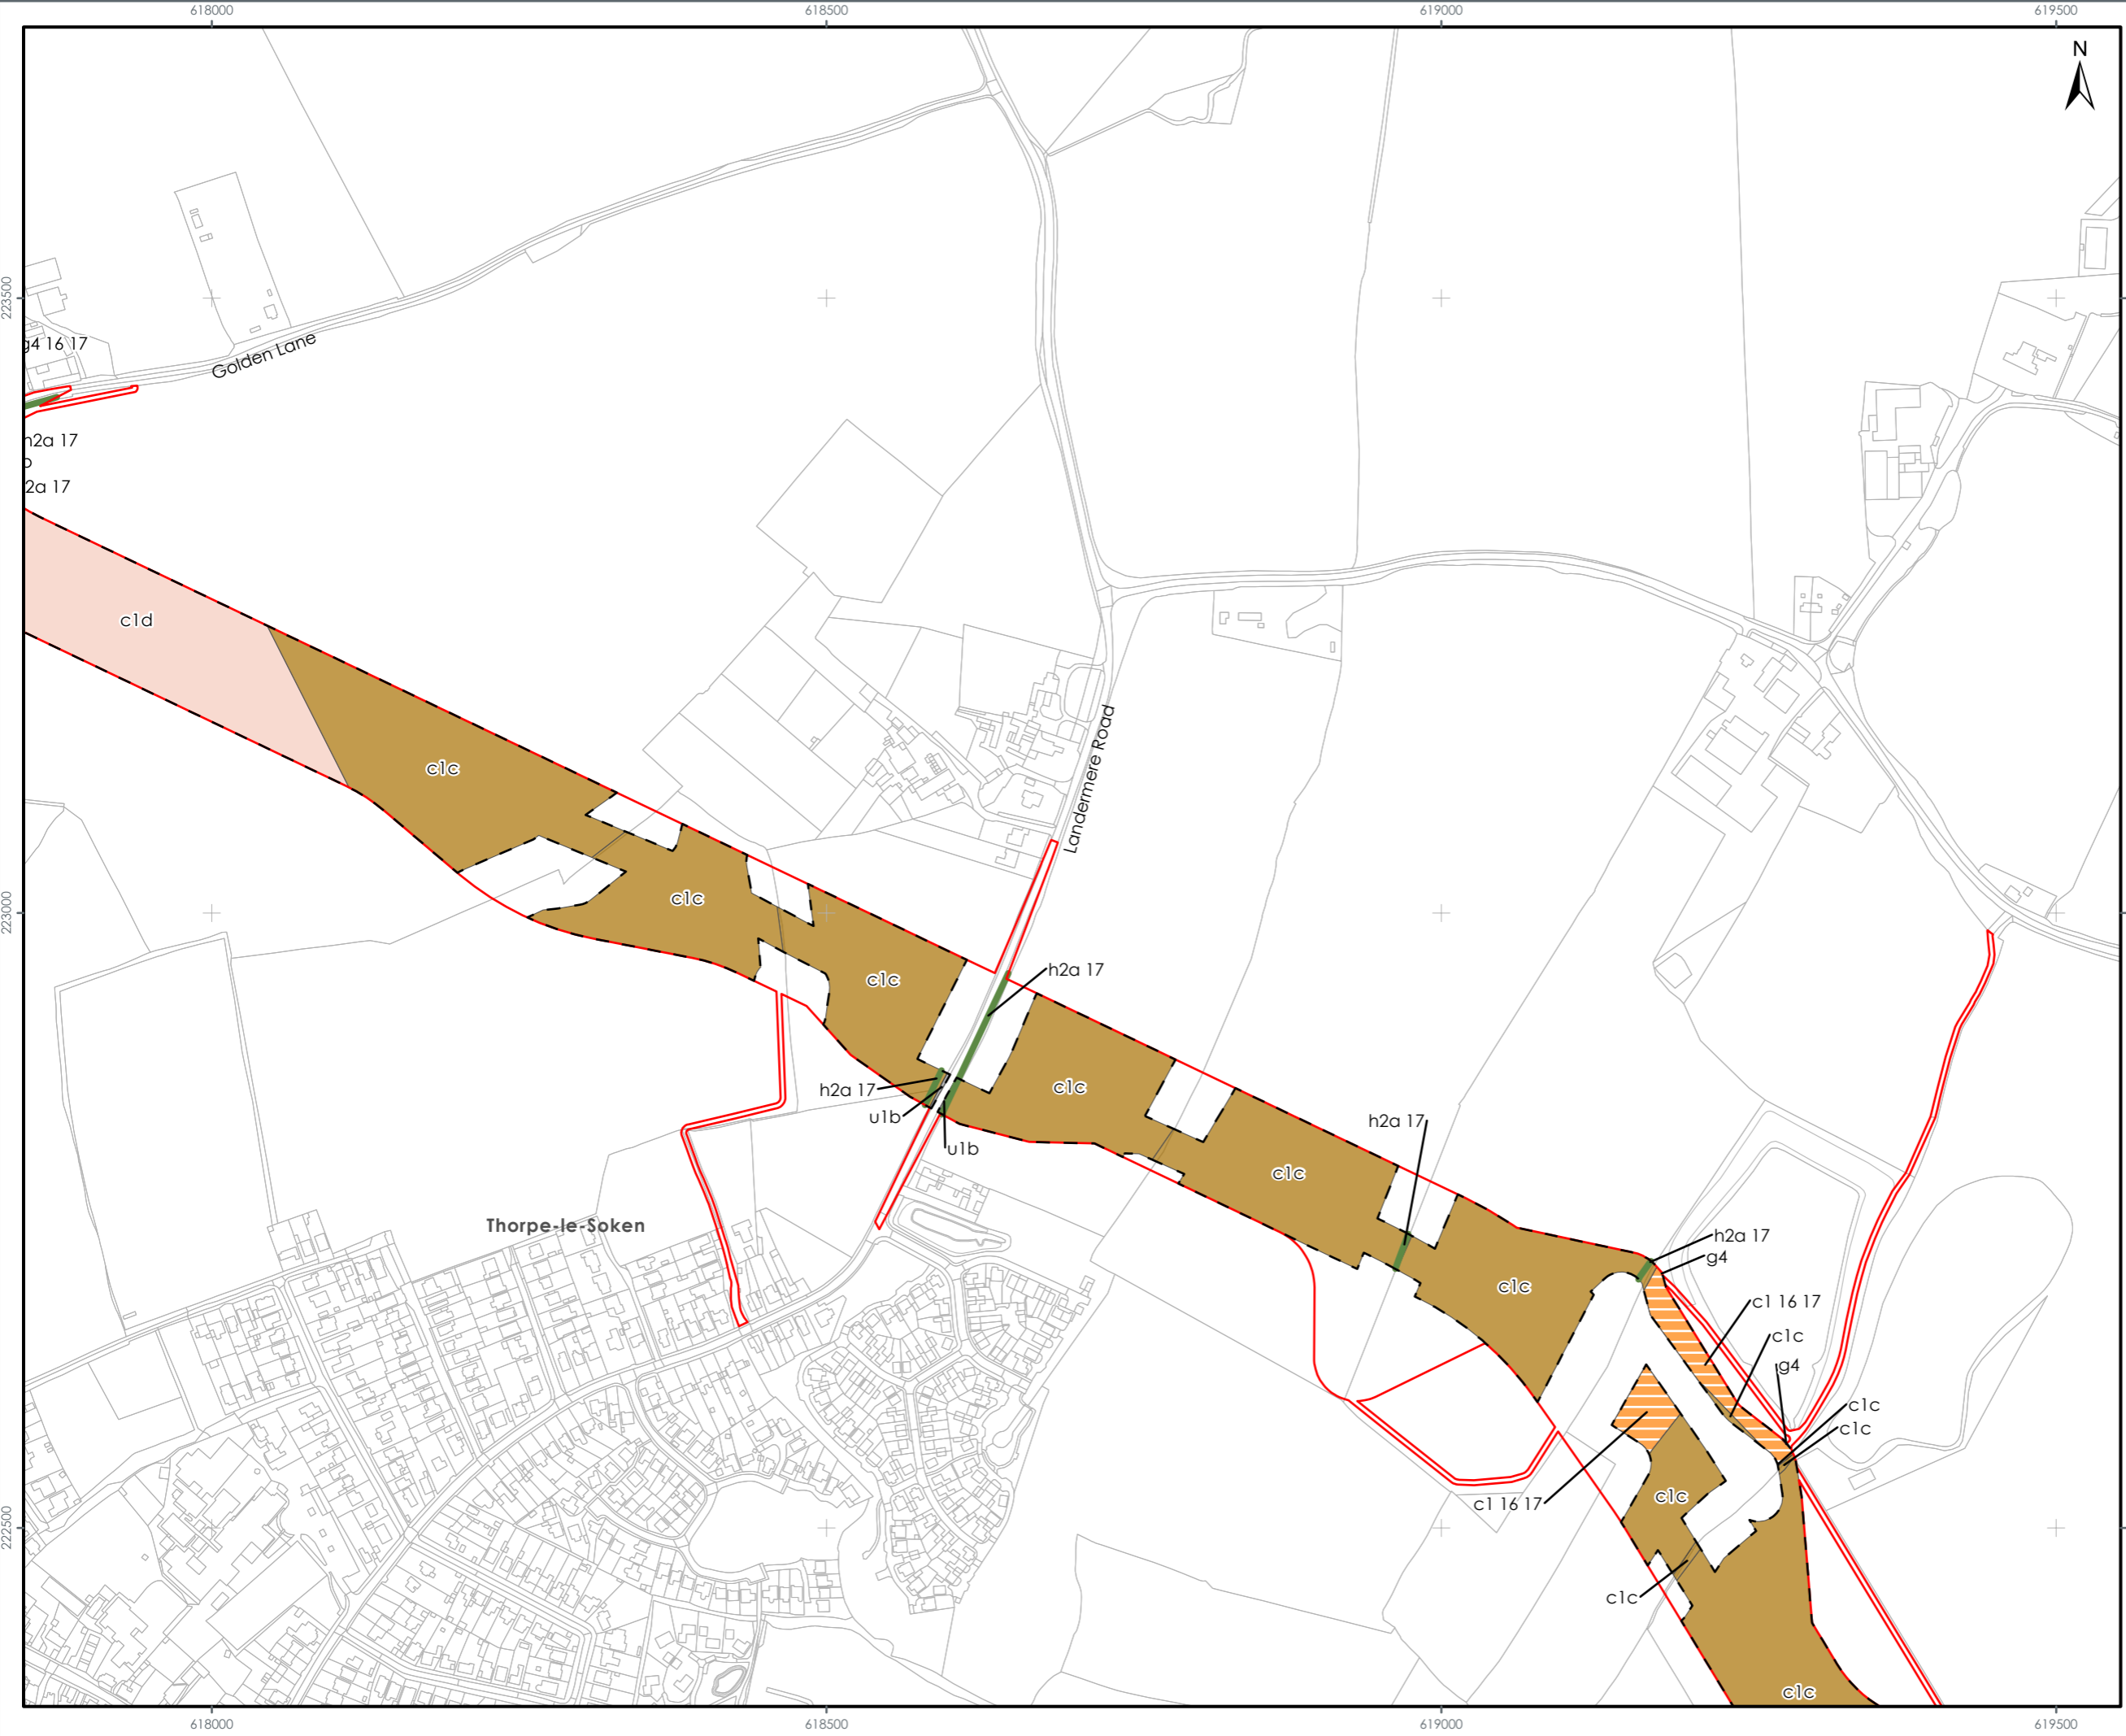 618000
618500
619000
619500
N
223500
g4 16 17
Golden Lane
h2a 17
2a 17
c1d
c1c
Landermere Road
223000
c1c
c1c
h2a 17
h2a 17
c1c
u1b
u1b
h2a 17
c1c
Thorpe-le-Soken
h2a 17
g4
c1c
c1 16 17
c1c
g4
c1c
c1c
c1c
c1 16 17
222500
c1c
c1c
618000
618500
619000
619500